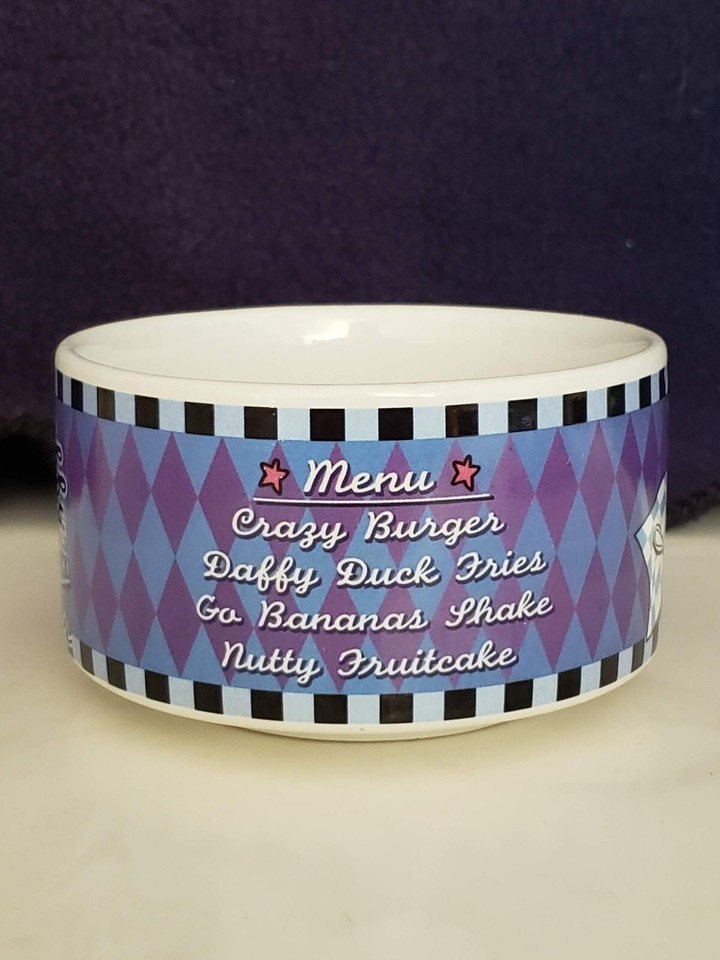 Menu
Crazy Burger
Daffy Duck Fries
Go Bananas Shake
Nutty Fruitcake